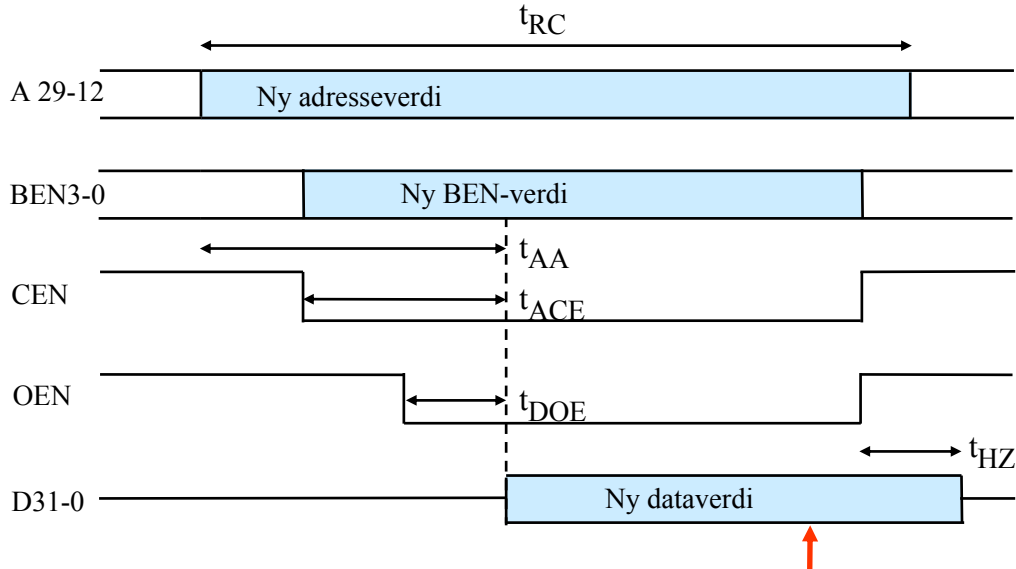 tRC
A 29-12
Ny adresseverdi
BEN3-0
Ny BEN-verdi
tAA
CEN
tACE
OEN
tDOE
tHZ
D31-0
Ny dataverdi